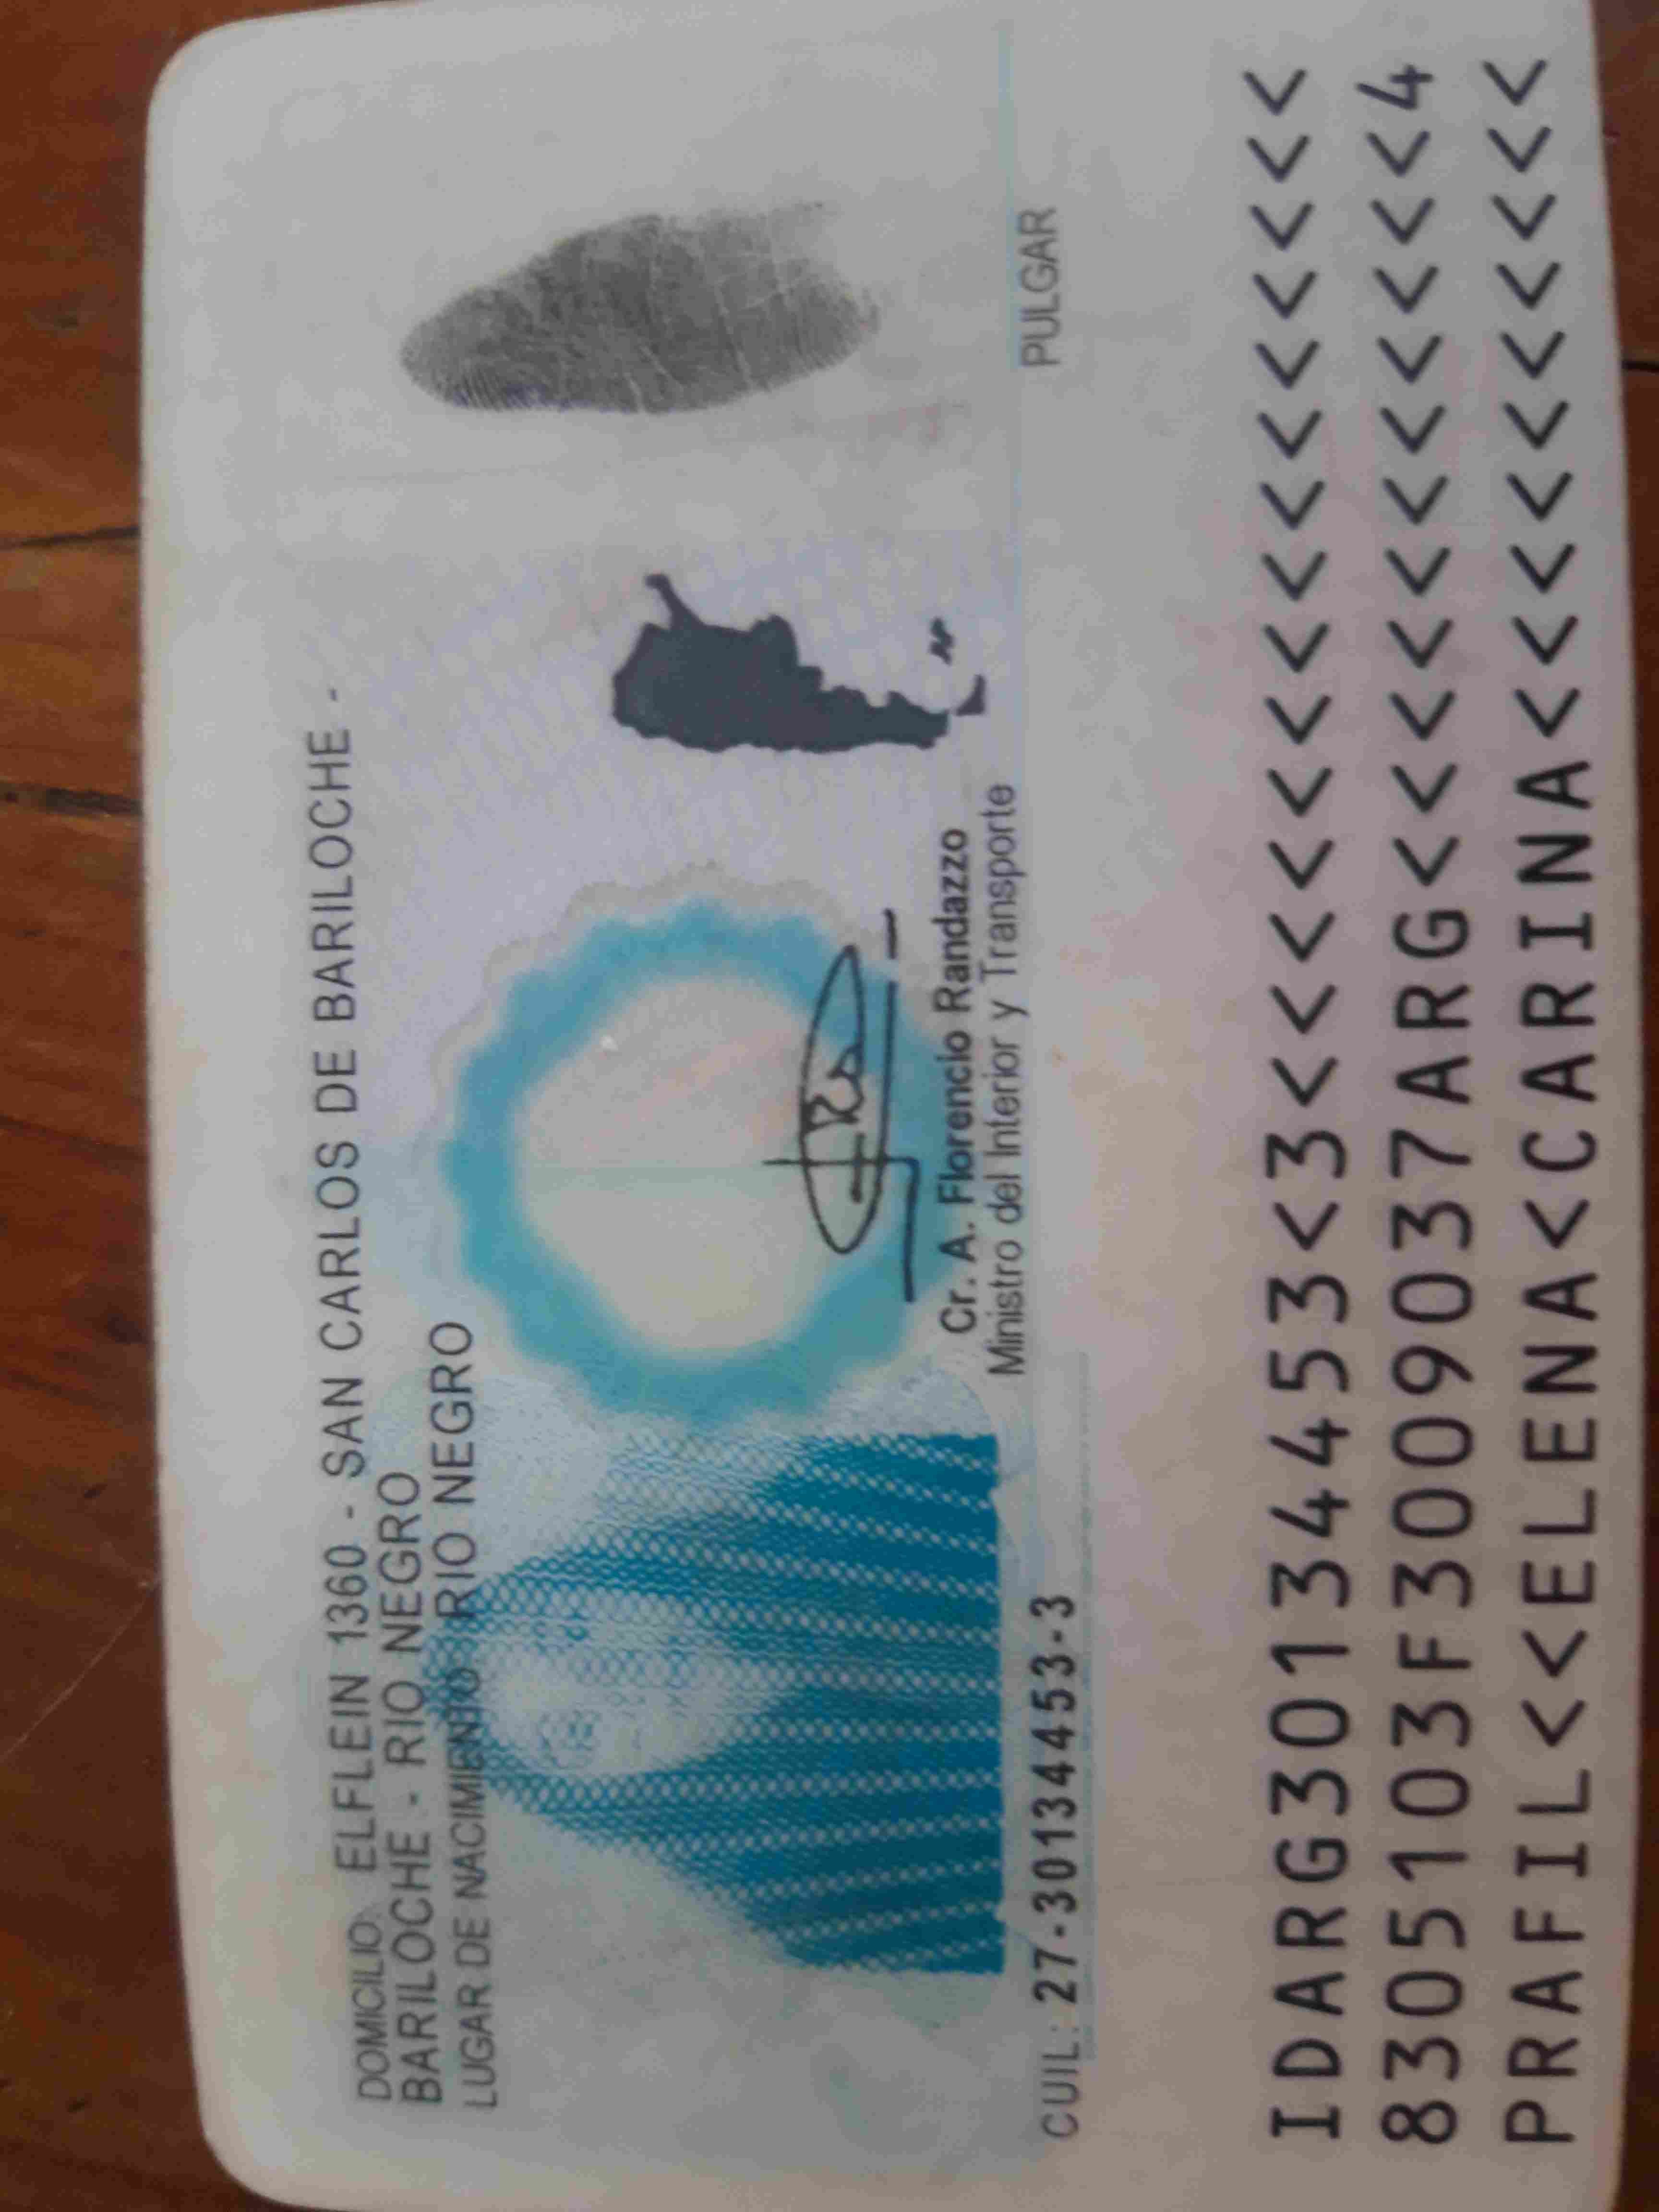 DOMICILIO: ELFLEIN 1360 - SAN CARLOS DE BARILOCHE -
BARILOCHE - RIO NEGRO
LUGAR DE NACIMIENTO: RIO NEGRO
Cr. A. Florencio Randazzo
Ministro del Interior y Transporte
PULGAR
CUIL: 27-30134453-3
IDARG30134453<3<<<<<<<<<<<<<<<
8305103F3009037ARG<<<<<<<<<<<4
PRAFIL<<ELENA<CARINA<<<<<<<<<<